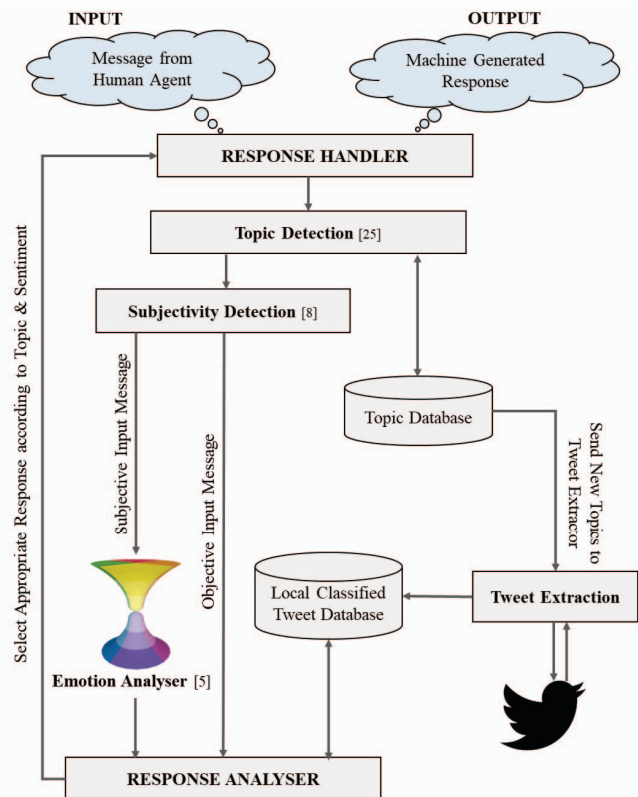 INPUT
OUTPUT
Message from
Human Agent
Machine Generated
Response
RESPONSE HANDLER
Topic Detection [25]
Subjectivity Detection [8]
Topic Database
Select Appropriate Response according to Topic & Sentiment
Subjective Input Message
Objective Input Message
Send New Topics to
Tweet Extractor
Local Classified
Tweet Database
Tweet Extraction
Emotion Analyser [5]
RESPONSE ANALYSER